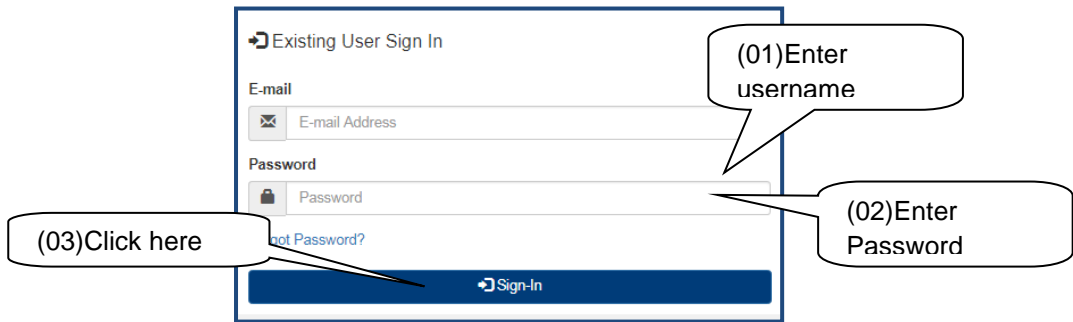 Existing User Sign In
(01)Enter
username
E-mail
E-mail Address
Password
Password
(02)Enter
Password
(03)Click here
got Password?
Sign-In